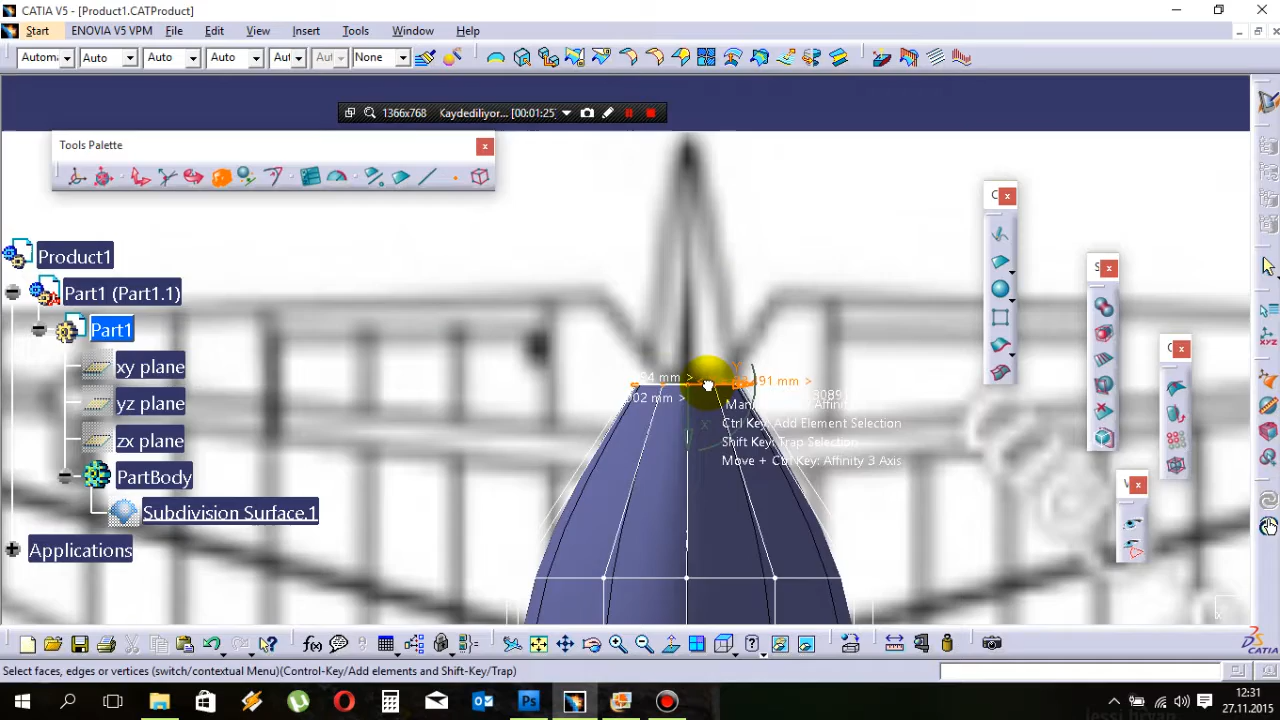 CATIA V5 - [Product1.CATProduct]
Start ENOVIA V5 VPM File Edit View Insert Tools Window Help
Autom Auto Auto Auto Aut Aut None
1366x768 Kaydediliyor... [00:01:25]
Tools Palette
C
S
C
Product1
Part1 (Part1.1)
Part1
xy plane
yz plane
zx plane
PartBody
Subdivision Surface.1
Applications
Ctrl Key: Add Element Selection
Shift Key: Trap Selection
Move + Ctrl Key: Affinity 3 Axis
Select faces, edges or vertices (switch/contextual Menu)(Control-Key/Add elements and Shift-Key/Trap)
CATIA
12:31
27.11.2015